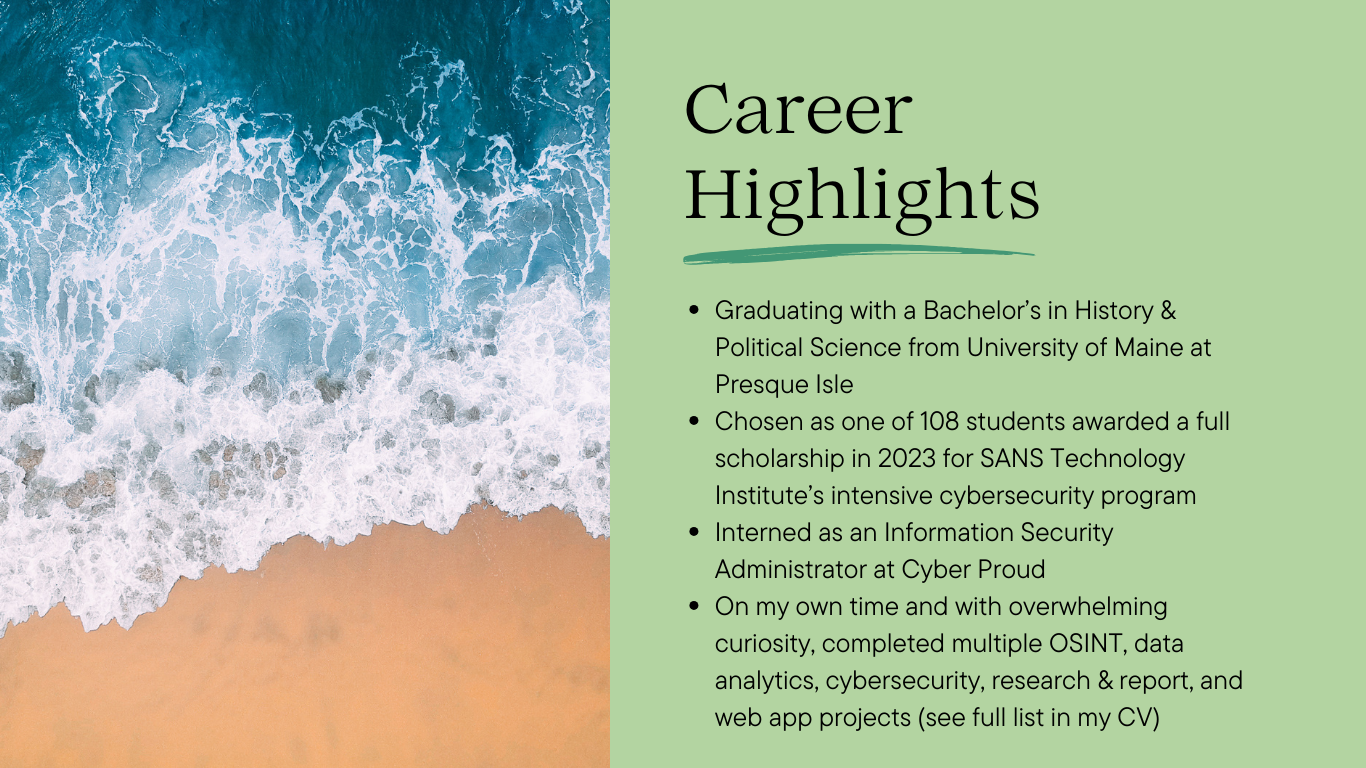 Career
Highlights
• Graduating with a Bachelor’s in History &
Political Science from University of Maine at
Presque Isle
• Chosen as one of 108 students awarded a full
scholarship in 2023 for SANS Technology
Institute’s intensive cybersecurity program
• Interned as an Information Security
Administrator at Cyber Proud
• On my own time and with overwhelming
curiosity, completed multiple OSINT, data
analytics, cybersecurity, research & report, and
web app projects (see full list in my CV)